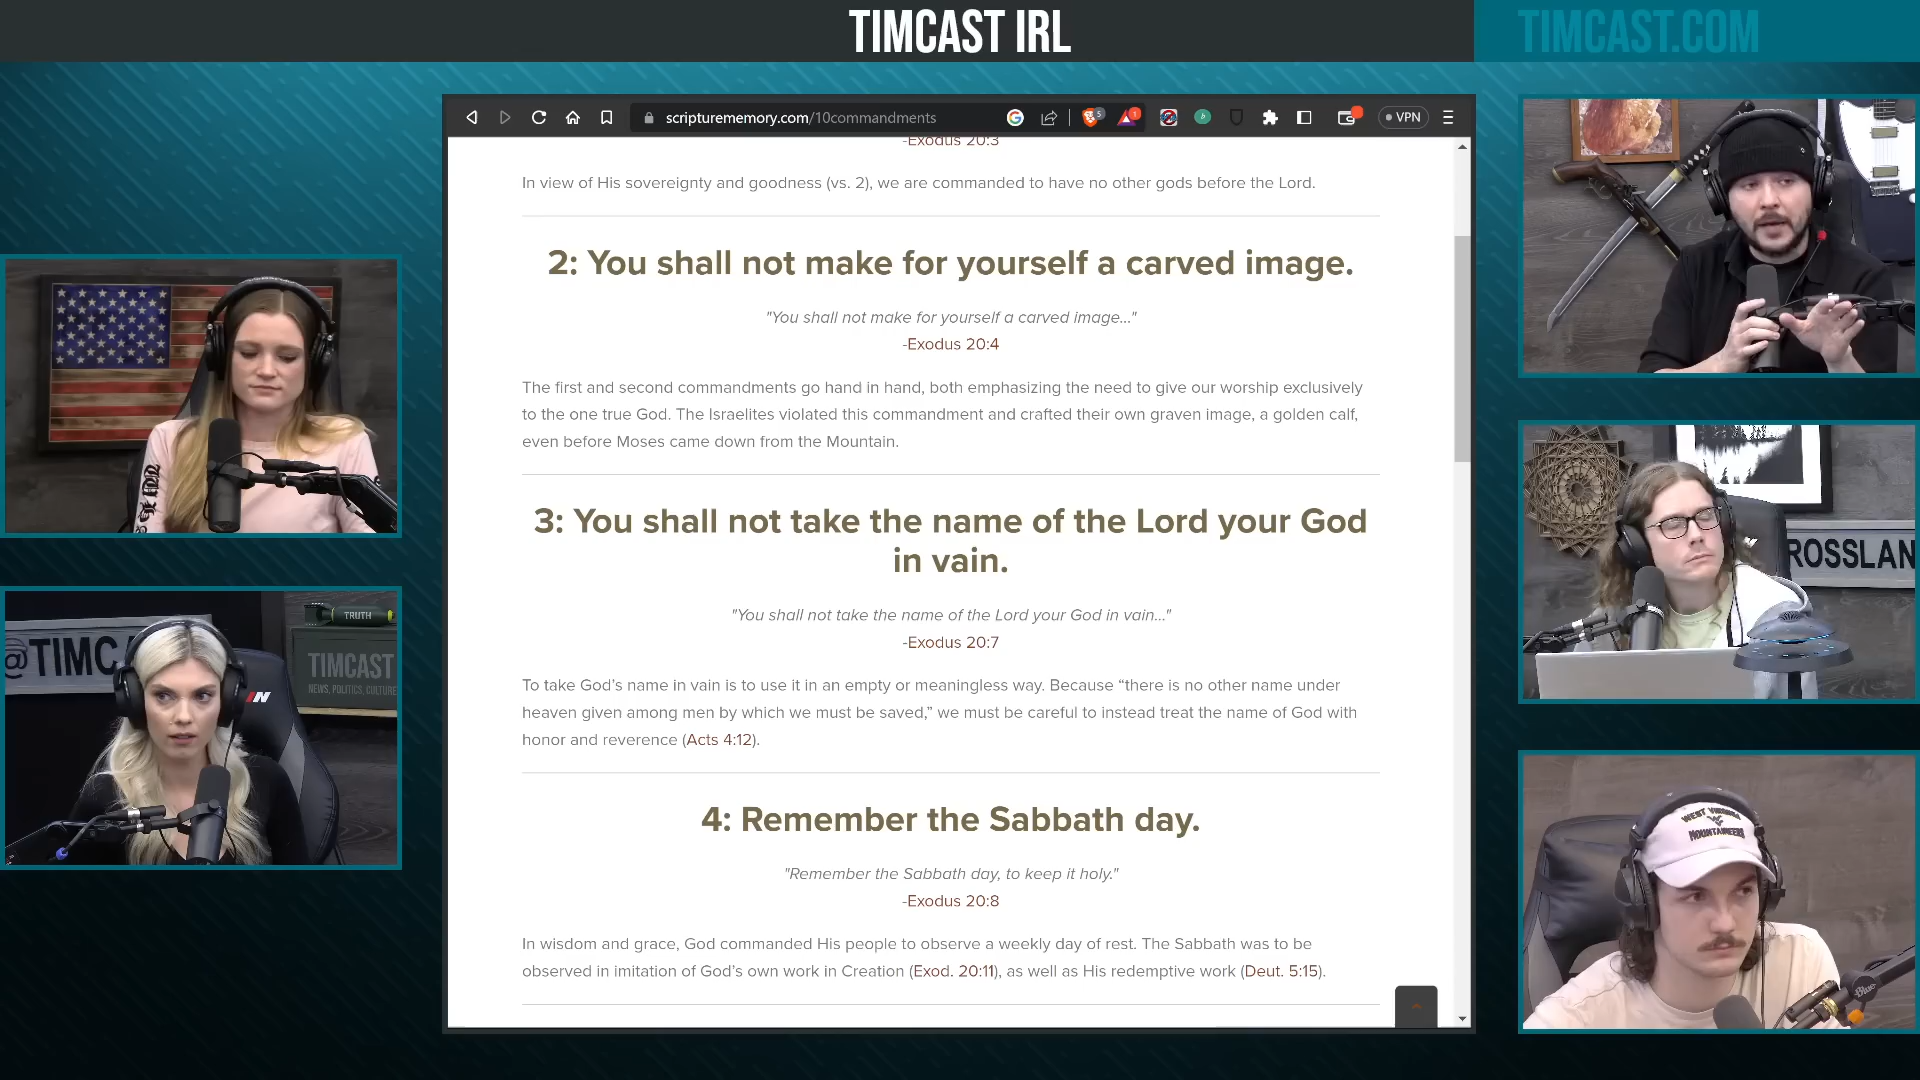 TIMCAST IRL
TIMCAST.COM
scripturememory.com/10commandments
5
1
VPN
-Exodus 20:3
In view of His sovereignty and goodness (vs. 2), we are commanded to have no other gods before the Lord.
2: You shall not make for yourself a carved image.
"You shall not make for yourself a carved image..."
-Exodus 20:4
The first and second commandments go hand in hand, both emphasizing the need to give our worship exclusively
to the one true God. The Israelites violated this commandment and crafted their own graven image, a golden calf,
even before Moses came down from the Mountain.
3: You shall not take the name of the Lord your God
in vain.
"You shall not take the name of the Lord your God in vain..."
-Exodus 20:7
To take God’s name in vain is to use it in an empty or meaningless way. Because “there is no other name under
heaven given among men by which we must be saved,” we must be careful to instead treat the name of God with
honor and reverence (Acts 4:12).
4: Remember the Sabbath day.
"Remember the Sabbath day, to keep it holy."
-Exodus 20:8
In wisdom and grace, God commanded His people to observe a weekly day of rest. The Sabbath was to be
observed in imitation of God’s own work in Creation (Exod. 20:11), as well as His redemptive work (Deut. 5:15).
@TIMCA
TRUTH
TIMCAST
NEWS, POLITICS, CULTURE
ROSSLAN
WEST VIRGINIA
MOUNTAINEERS
Blue